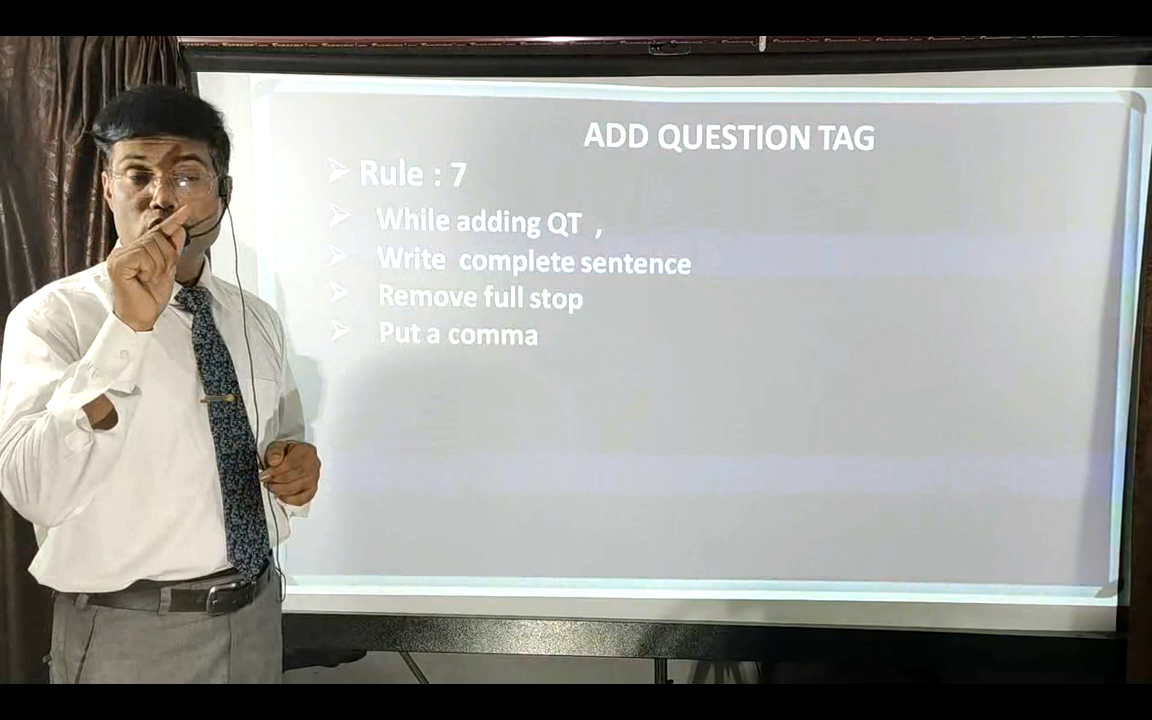 ADD QUESTION TAG
Rule : 7
While adding QT ,
Write complete sentence
Remove full stop
Put a comma